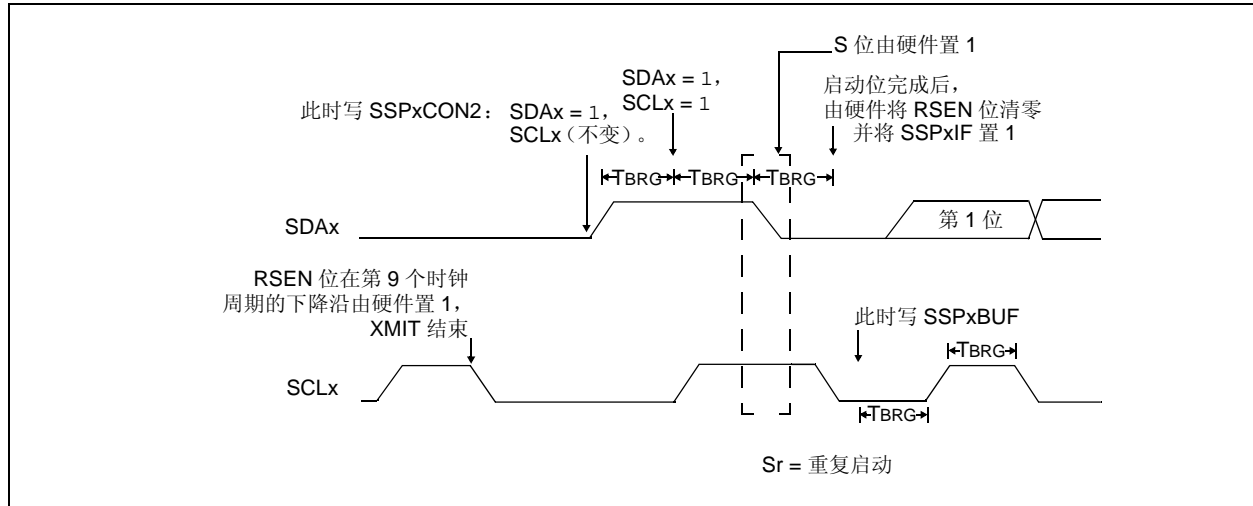 S 位由硬件置 1
SDAx = 1，
SCLx = 1
启动位完成后，
由硬件将 RSEN 位清零
并将 SSPxIF 置 1
此时写 SSPxCON2： SDAx = 1，
SCLx（不变）。
TBRG TBRG TBRG
SDAx
第 1 位
RSEN 位在第 9 个时钟
周期的下降沿由硬件置 1，
XMIT 结束
此时写 SSPxBUF
TBRG
SCLx
TBRG
Sr = 重复启动